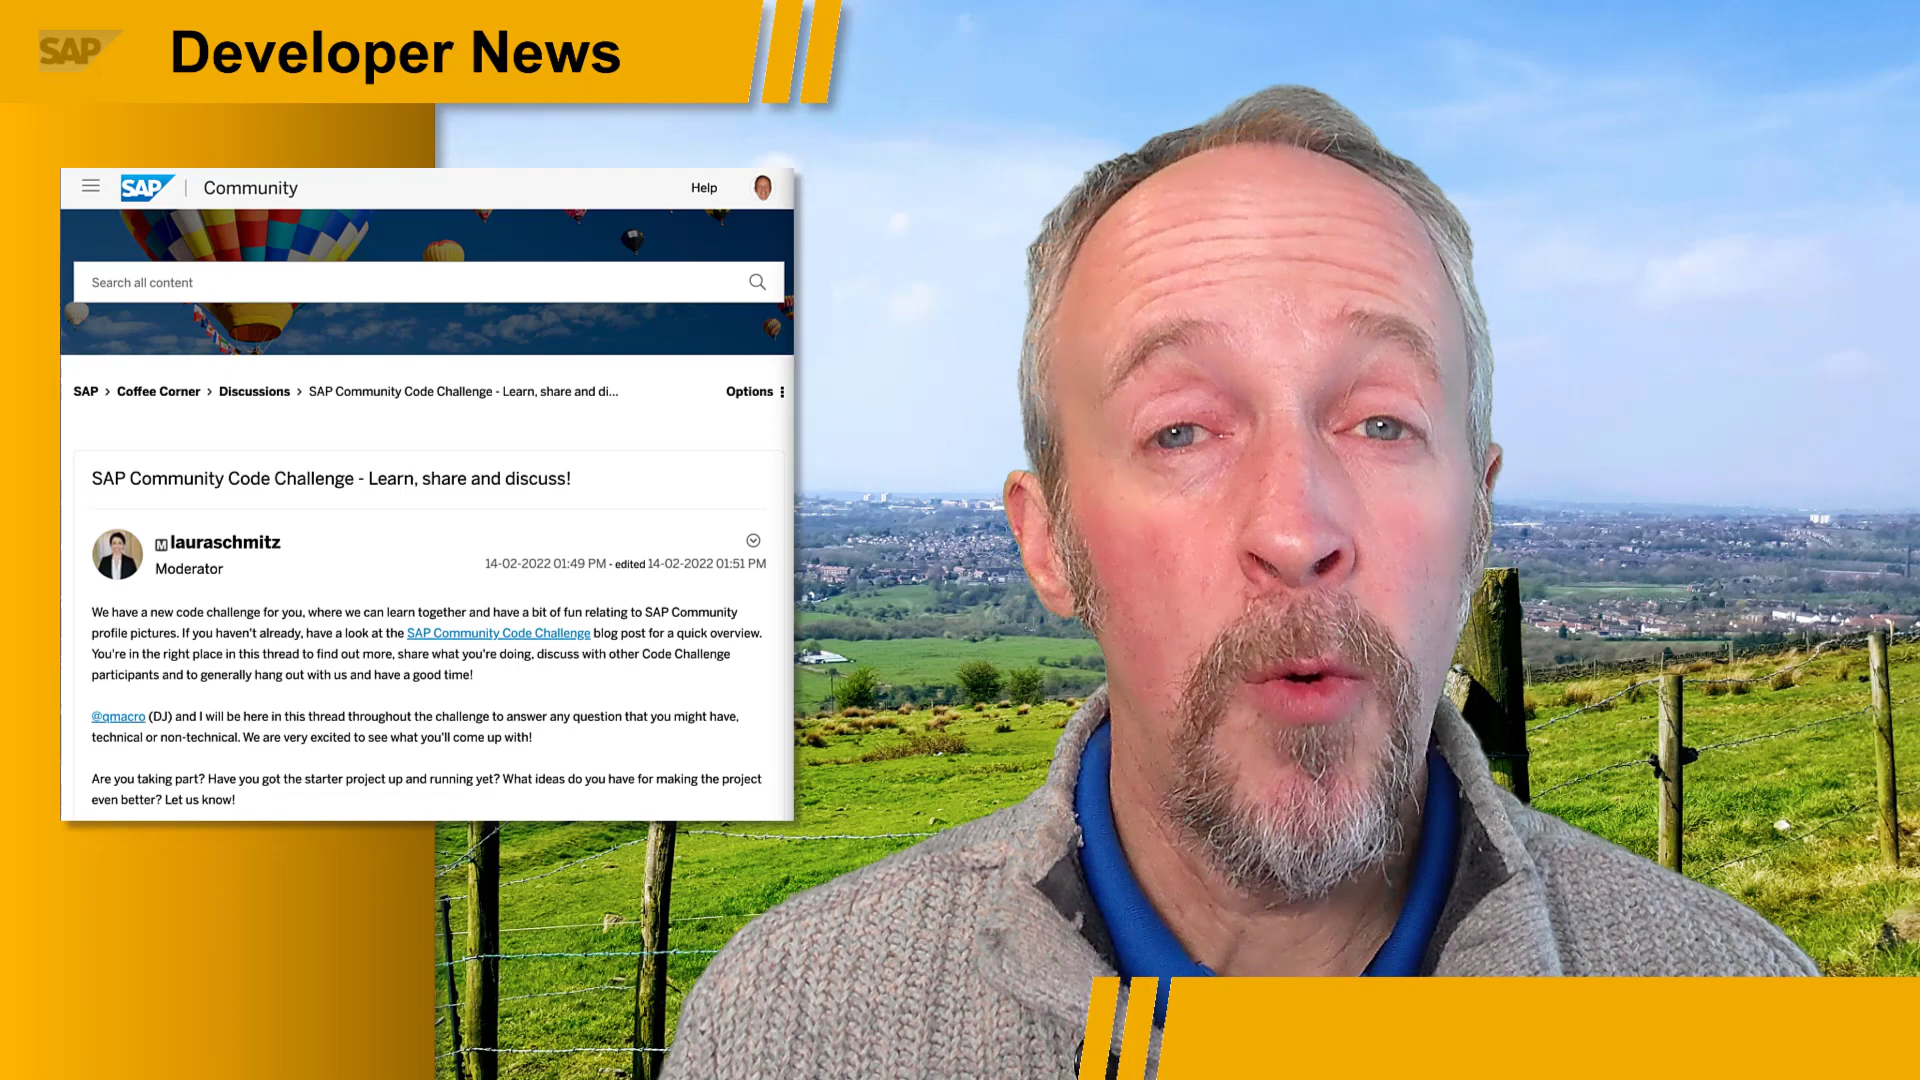 SAP Developer News
SAP Community Help
Search all content
SAP > Coffee Corner > Discussions > SAP Community Code Challenge - Learn, share and di... Options
SAP Community Code Challenge - Learn, share and discuss!
M lauraschmitz
Moderator 14-02-2022 01:49 PM - edited 14-02-2022 01:51 PM
We have a new code challenge for you, where we can learn together and have a bit of fun relating to SAP Community
profile pictures. If you haven't already, have a look at the SAP Community Code Challenge blog post for a quick overview.
You're in the right place in this thread to find out more, share what you're doing, discuss with other Code Challenge
participants and to generally hang out with us and have a good time!
@qmacro (DJ) and I will be here in this thread throughout the challenge to answer any question that you might have,
technical or non-technical. We are very excited to see what you'll come up with!
Are you taking part? Have you got the starter project up and running yet? What ideas do you have for making the project
even better? Let us know!